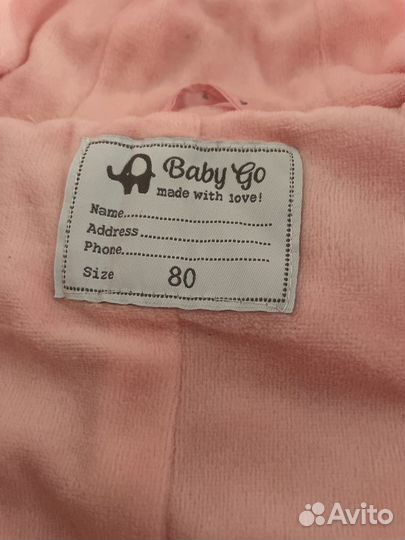 Baby Go
made with love!
Name
Address
Phone
Size 80
Avito